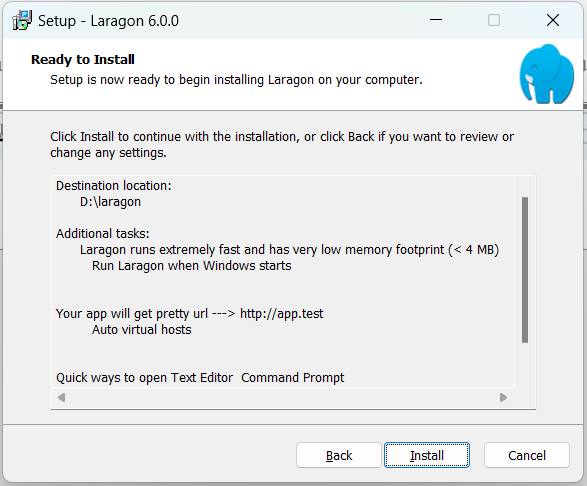 Setup - Laragon 6.0.0
Ready to Install
Setup is now ready to begin installing Laragon on your computer.
Click Install to continue with the installation, or click Back if you want to review or
change any settings.
Destination location:
D:\laragon
Additional tasks:
Laragon runs extremely fast and has very low memory footprint (< 4 MB)
Run Laragon when Windows starts
Your app will get pretty url ---> http://app.test
Auto virtual hosts
Quick ways to open Text Editor  Command Prompt
Back
Install
Cancel